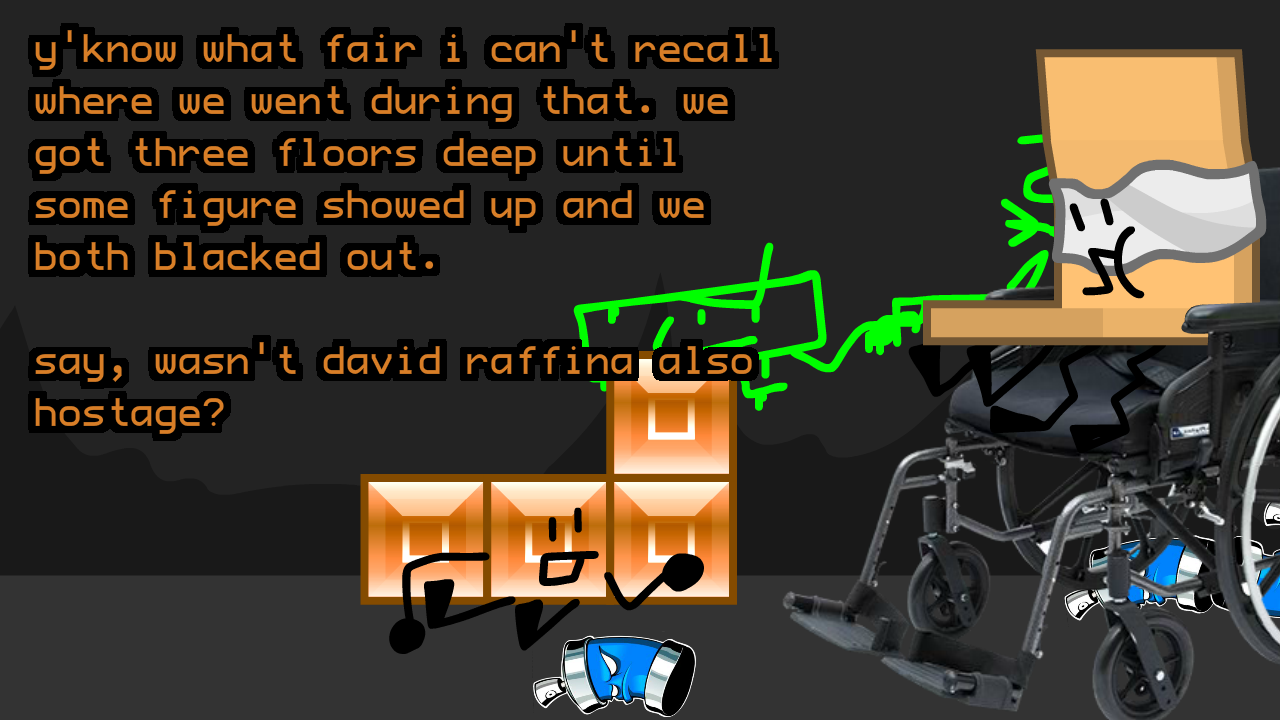 y'know what fair i can't recall
where we went during that. we
got three floors deep until
some figure showed up and we
both blacked out.
say, wasn't david raffina also
hostage?